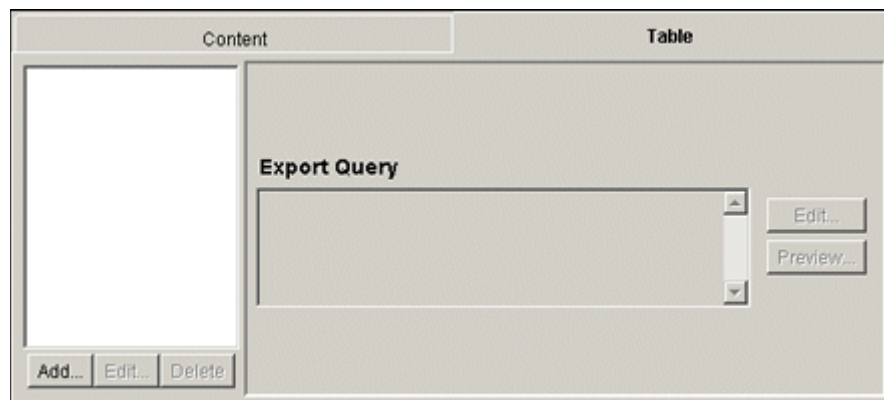 Content
Table
Export Query
Edit...
Preview...
Add... Edit... Delete